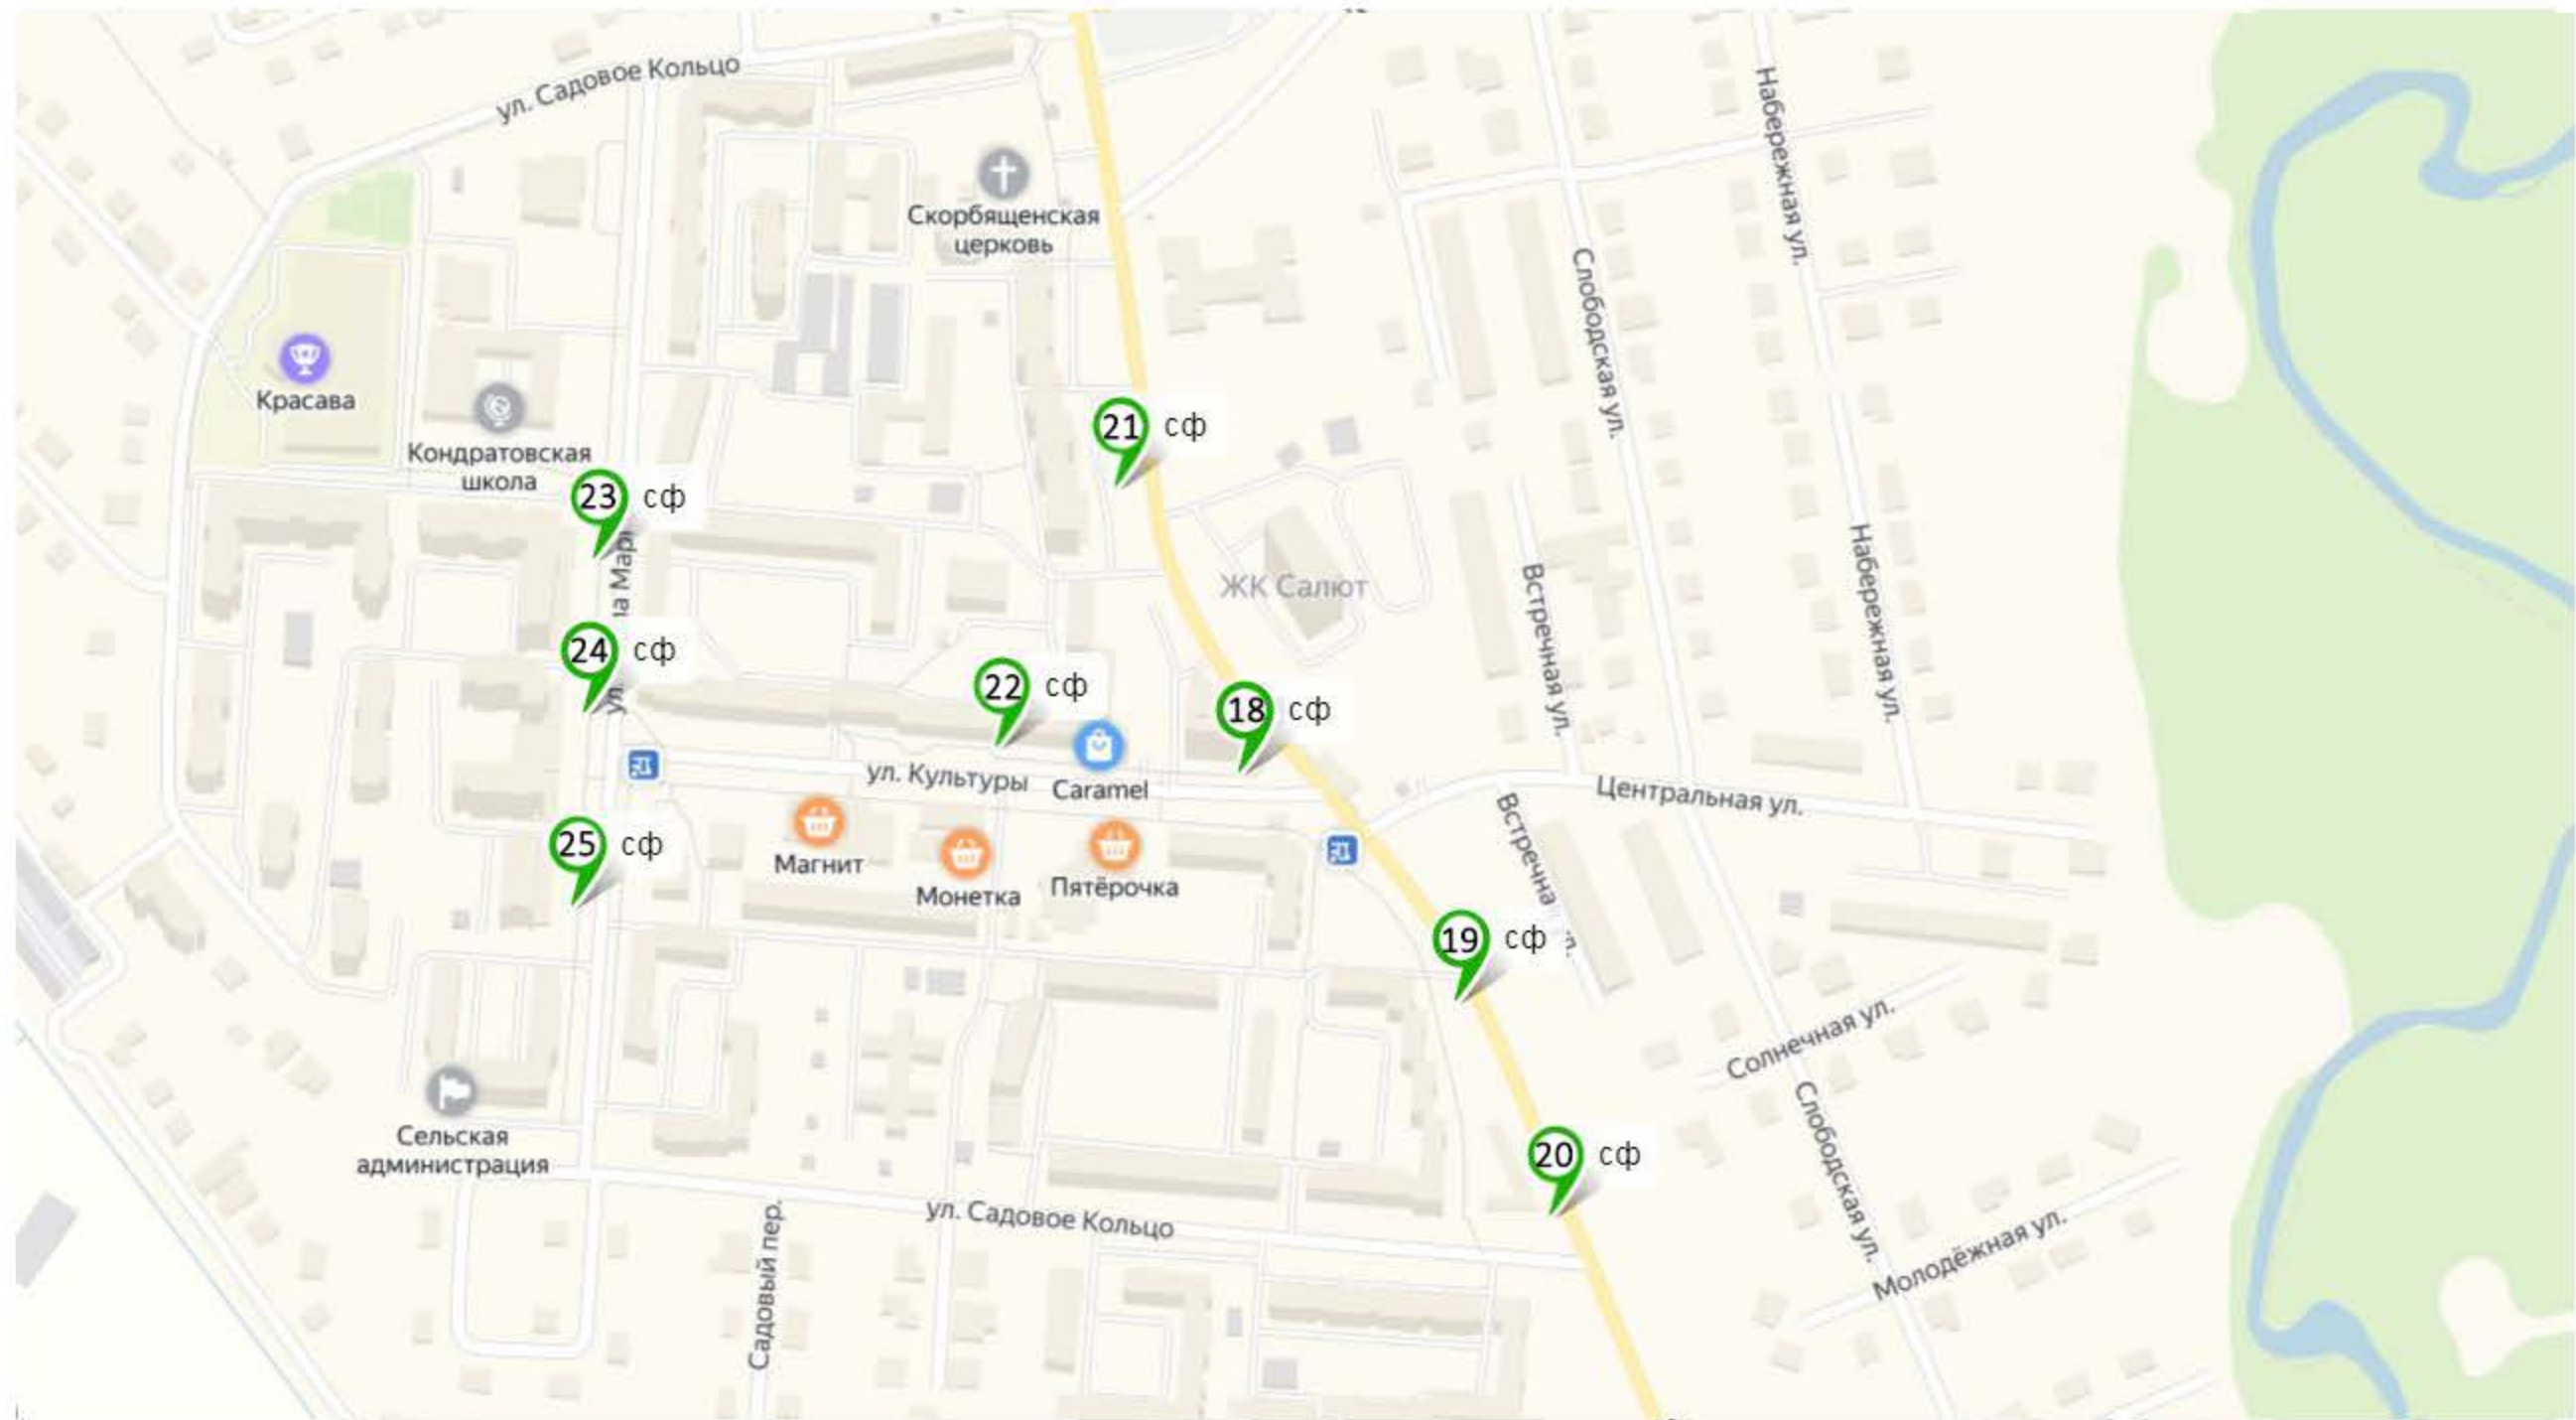 ул. Садовое Кольцо
Набережная ул.
Скорбященская
церковь
Слободская ул.
Красава
21 сф
Кондратовская
школа
23 сф
Набережная ул.
ЖК Салют
Встречная ул.
24 сф
ул.
22 сф
18 сф
ул. Культуры
Caramel
Центральная ул.
Встречна
25 сф
Магнит
Монетка
Пятёрочка
19 сф
Солнечная ул.
Слободская ул.
Сельская
администрация
20 сф
ул. Садовое Кольцо
Садовый пер.
Молодёжная ул.